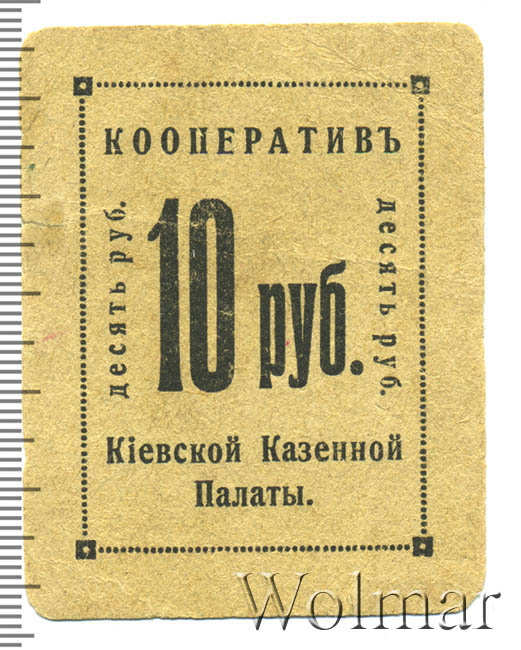 КООПЕРАТИВЪ
десять руб.
10 руб.
десять руб.
Кіевской Казенной
Палаты.
Wolmar